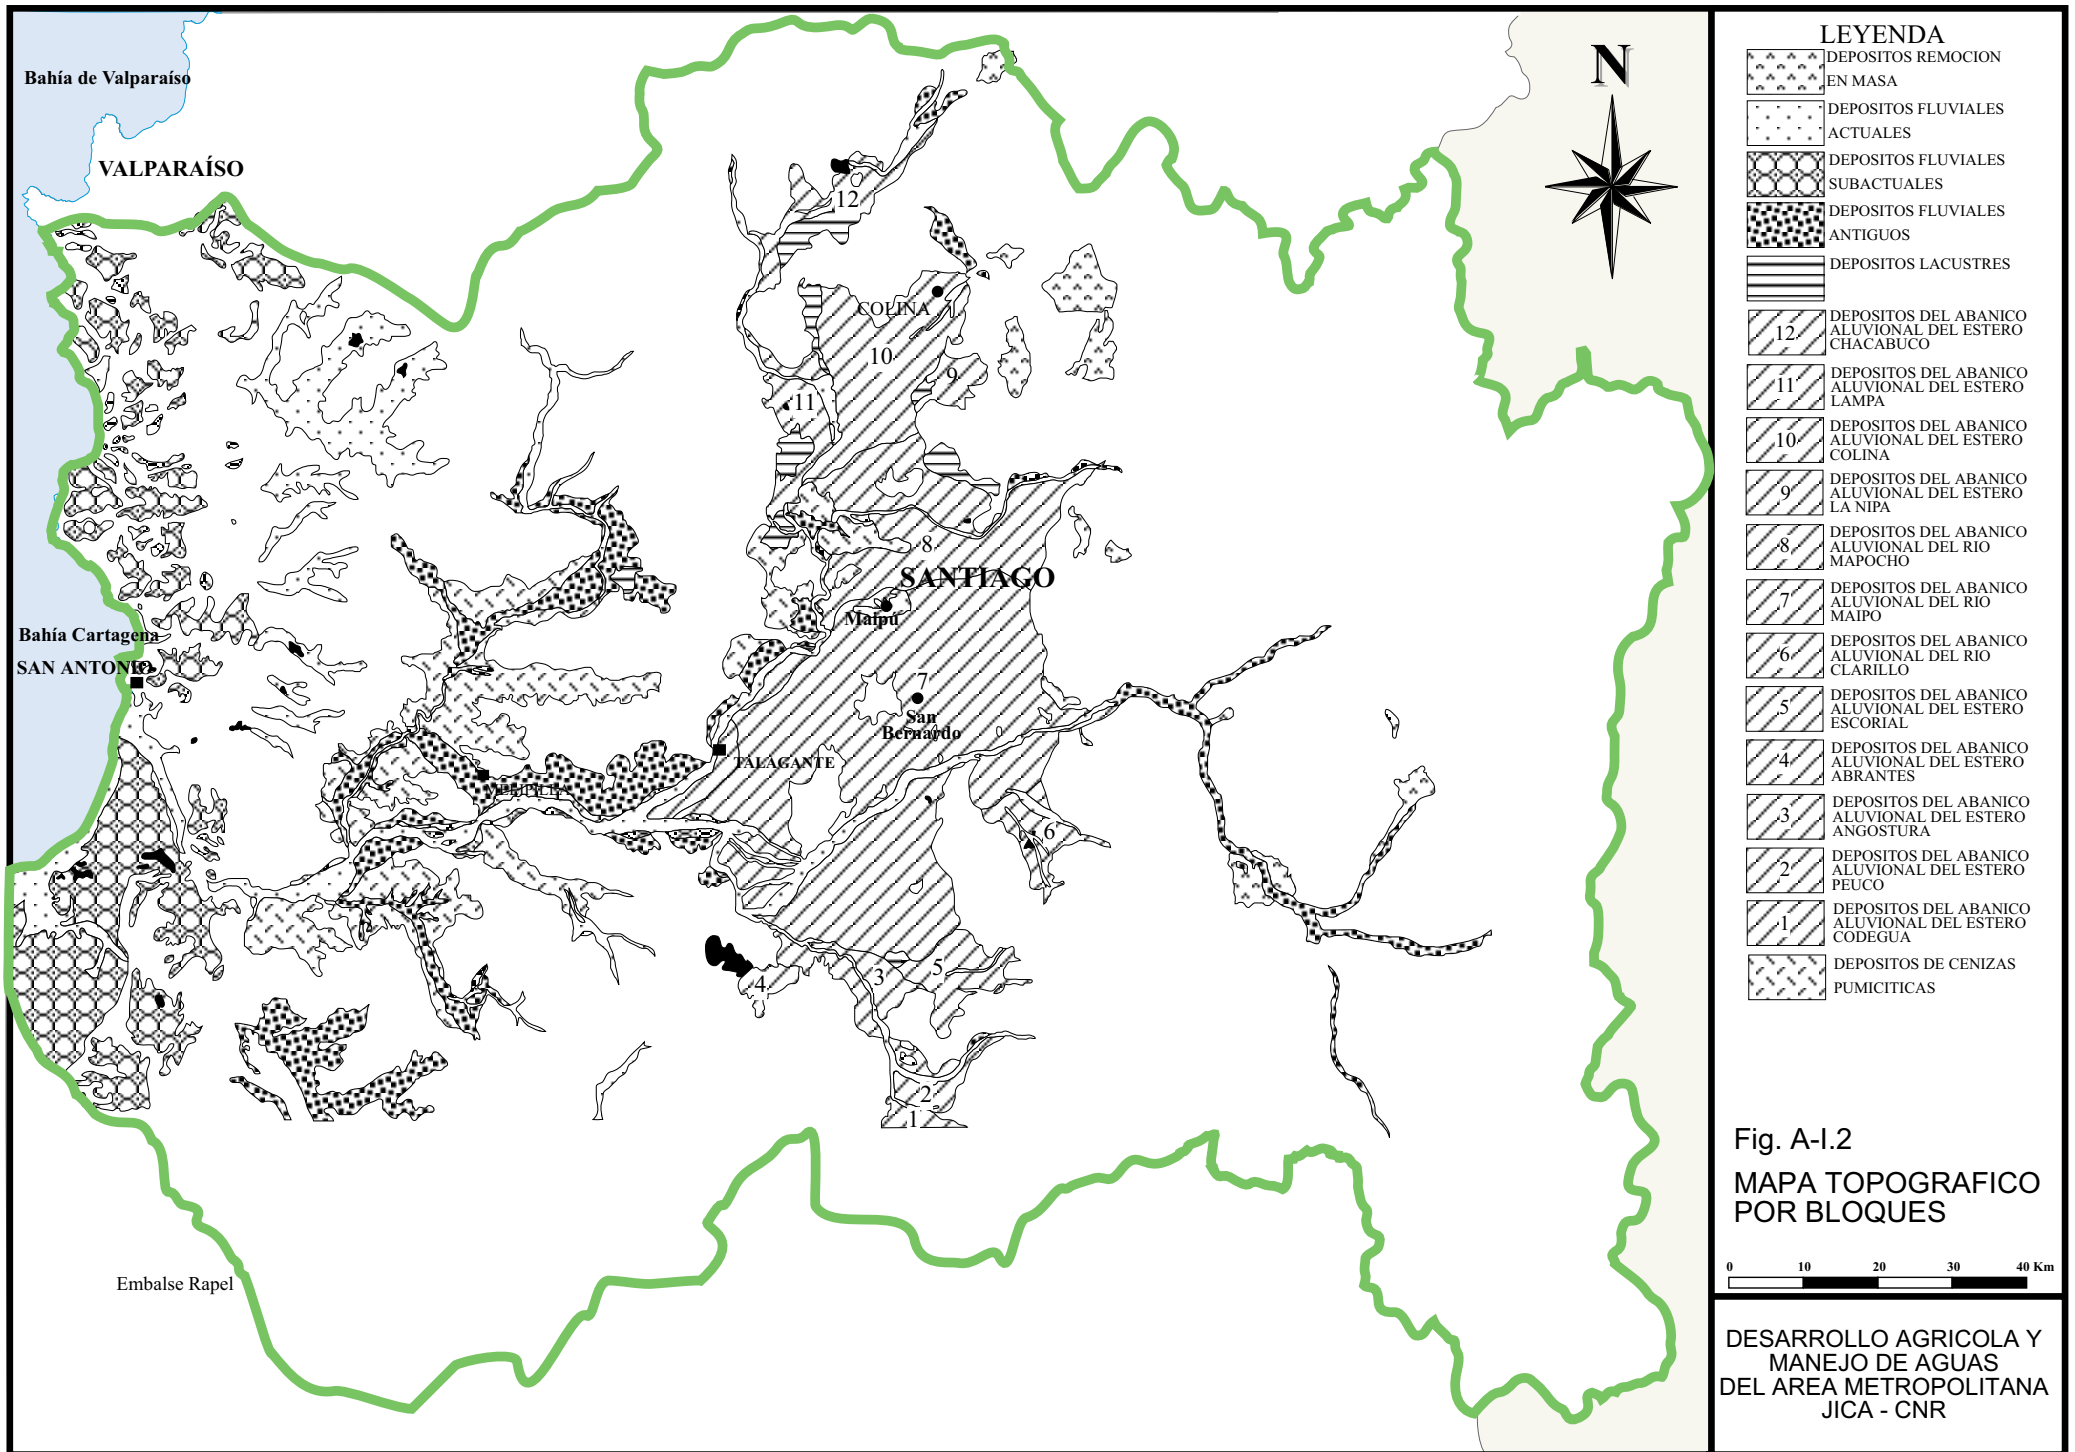 Bahía de Valparaíso
VALPARAÍSO
N
12
COLINA
10
9
11
8
SANTIAGO
Maipú
Bahía Cartagena
SAN ANTONIO
7
San
Bernardo
TALAGANTE
MELIPILLA
6
5
3
4
2
1
Embalse Rapel
LEYENDA
DEPOSITOS REMOCION
EN MASA
DEPOSITOS FLUVIALES
ACTUALES
DEPOSITOS FLUVIALES
SUBACTUALES
DEPOSITOS FLUVIALES
ANTIGUOS
DEPOSITOS LACUSTRES
12
DEPOSITOS DEL ABANICO
ALUVIONAL DEL ESTERO
CHACABUCO
11
DEPOSITOS DEL ABANICO
ALUVIONAL DEL ESTERO
LAMPA
10
DEPOSITOS DEL ABANICO
ALUVIONAL DEL ESTERO
COLINA
9
DEPOSITOS DEL ABANICO
ALUVIONAL DEL ESTERO
LA NIPA
8
DEPOSITOS DEL ABANICO
ALUVIONAL DEL RIO
MAPOCHO
7
DEPOSITOS DEL ABANICO
ALUVIONAL DEL RIO
MAIPO
6
DEPOSITOS DEL ABANICO
ALUVIONAL DEL RIO
CLARILLO
5
DEPOSITOS DEL ABANICO
ALUVIONAL DEL ESTERO
ESCORIAL
4
DEPOSITOS DEL ABANICO
ALUVIONAL DEL ESTERO
ABRANTES
3
DEPOSITOS DEL ABANICO
ALUVIONAL DEL ESTERO
ANGOSTURA
2
DEPOSITOS DEL ABANICO
ALUVIONAL DEL ESTERO
PEUCO
1
DEPOSITOS DEL ABANICO
ALUVIONAL DEL ESTERO
CODEGUA
DEPOSITOS DE CENIZAS
PUMICITICAS
Fig. A-I.2
MAPA TOPOGRAFICO
POR BLOQUES
0 10 20 30 40 Km
DESARROLLO AGRICOLA Y
MANEJO DE AGUAS
DEL AREA METROPOLITANA
JICA - CNR